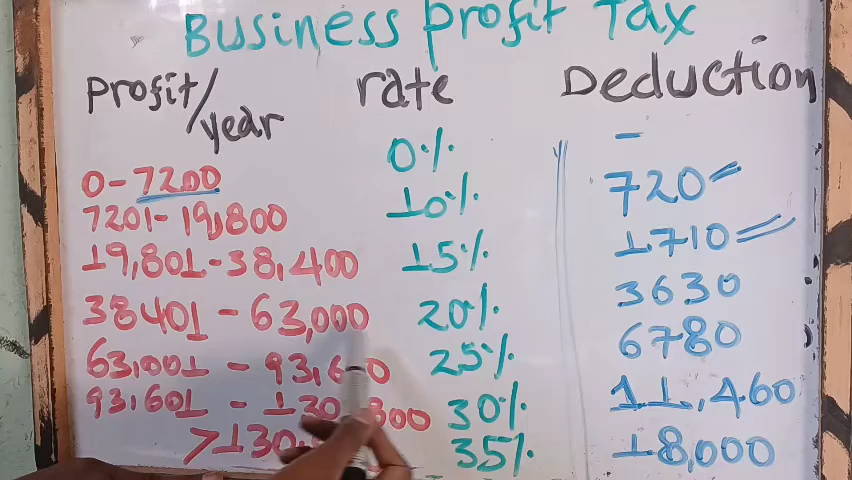 Business profit Tax
profit/year rate Deduction
0-7200 0% -
7201-19,800 10% 720
19,801-38,400 15% 1710
38401-63,000 20% 3630
63,001-93, 25% 6780
93,601- 30% 11,460
35% 18,000